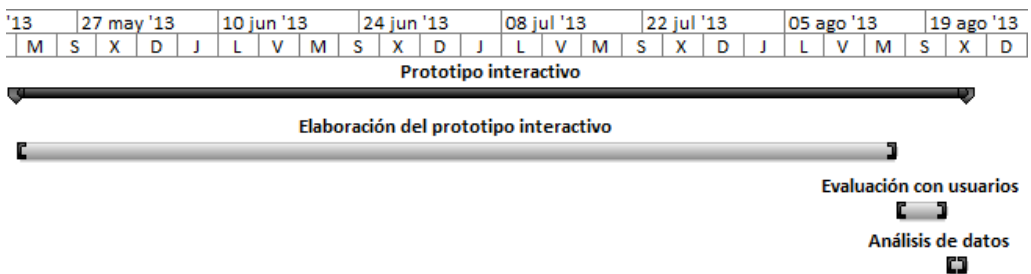 '13 27 may '13 10 jun '13 24 jun '13 08 jul '13 22 jul '13 05 ago '13 19 ago '13
M S X D J L V M S X D J L V M S X D J L V M S X D
Prototipo interactivo
Elaboración del prototipo interactivo
Evaluación con usuarios
Análisis de datos